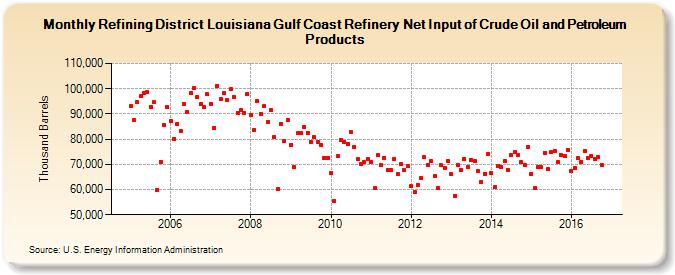 Monthly Refining District Louisiana Gulf Coast Refinery Net Input of Crude Oil and Petroleum
Products
Thousand Barrels
110,000
100,000
90,000
80,000
70,000
60,000
50,000
2006 2008 2010 2012 2014 2016
Source: U.S. Energy Information Administration